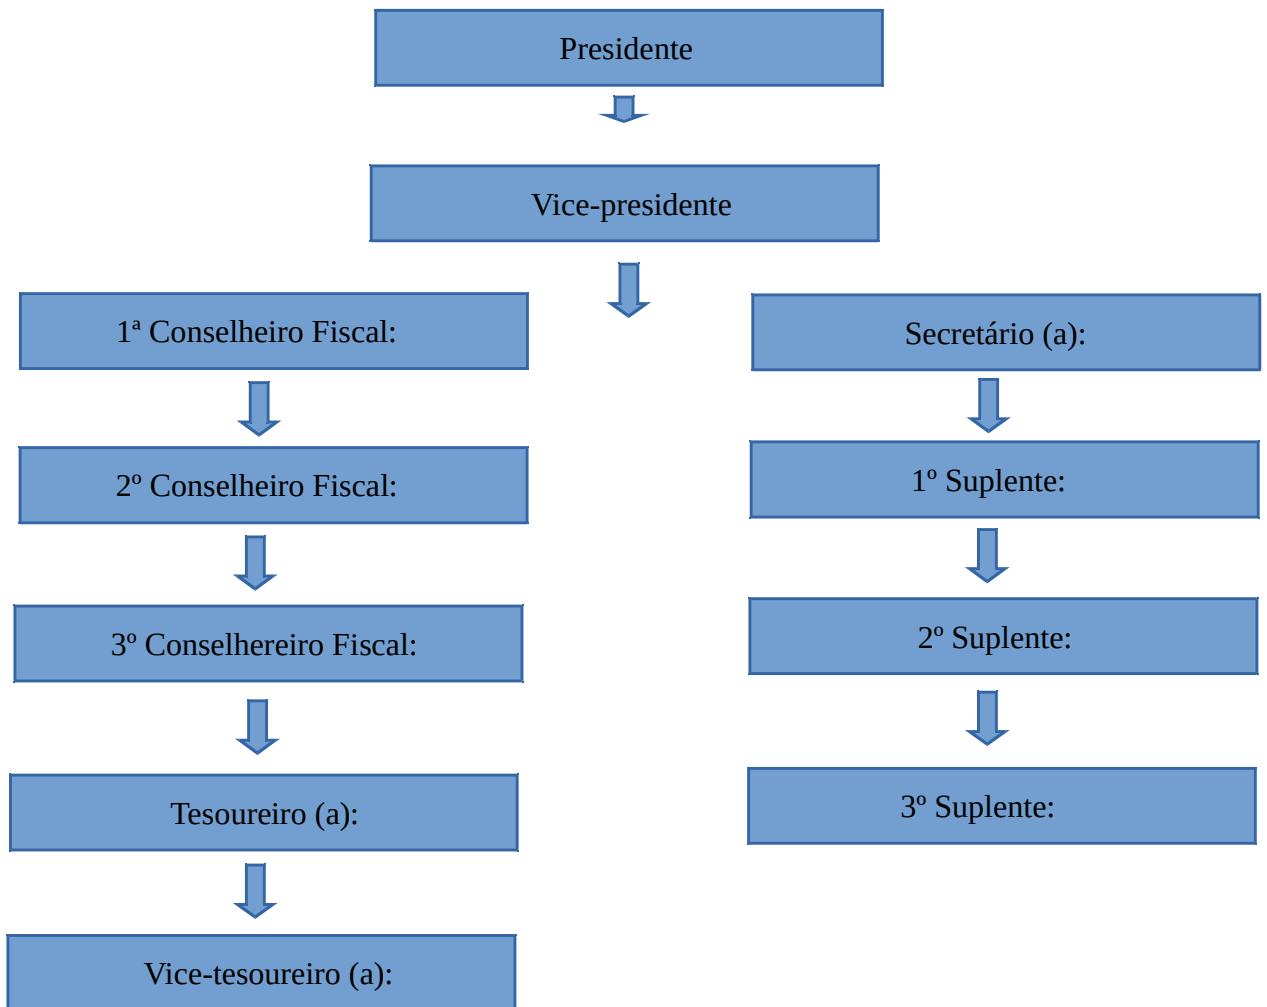 Presidente
Vice-presidente
1ª Conselheiro Fiscal:
2º Conselheiro Fiscal:
3º Conselhereiro Fiscal:
Tesoureiro (a):
Vice-tesoureiro (a):
Secretário (a):
1º Suplente:
2º Suplente:
3º Suplente: